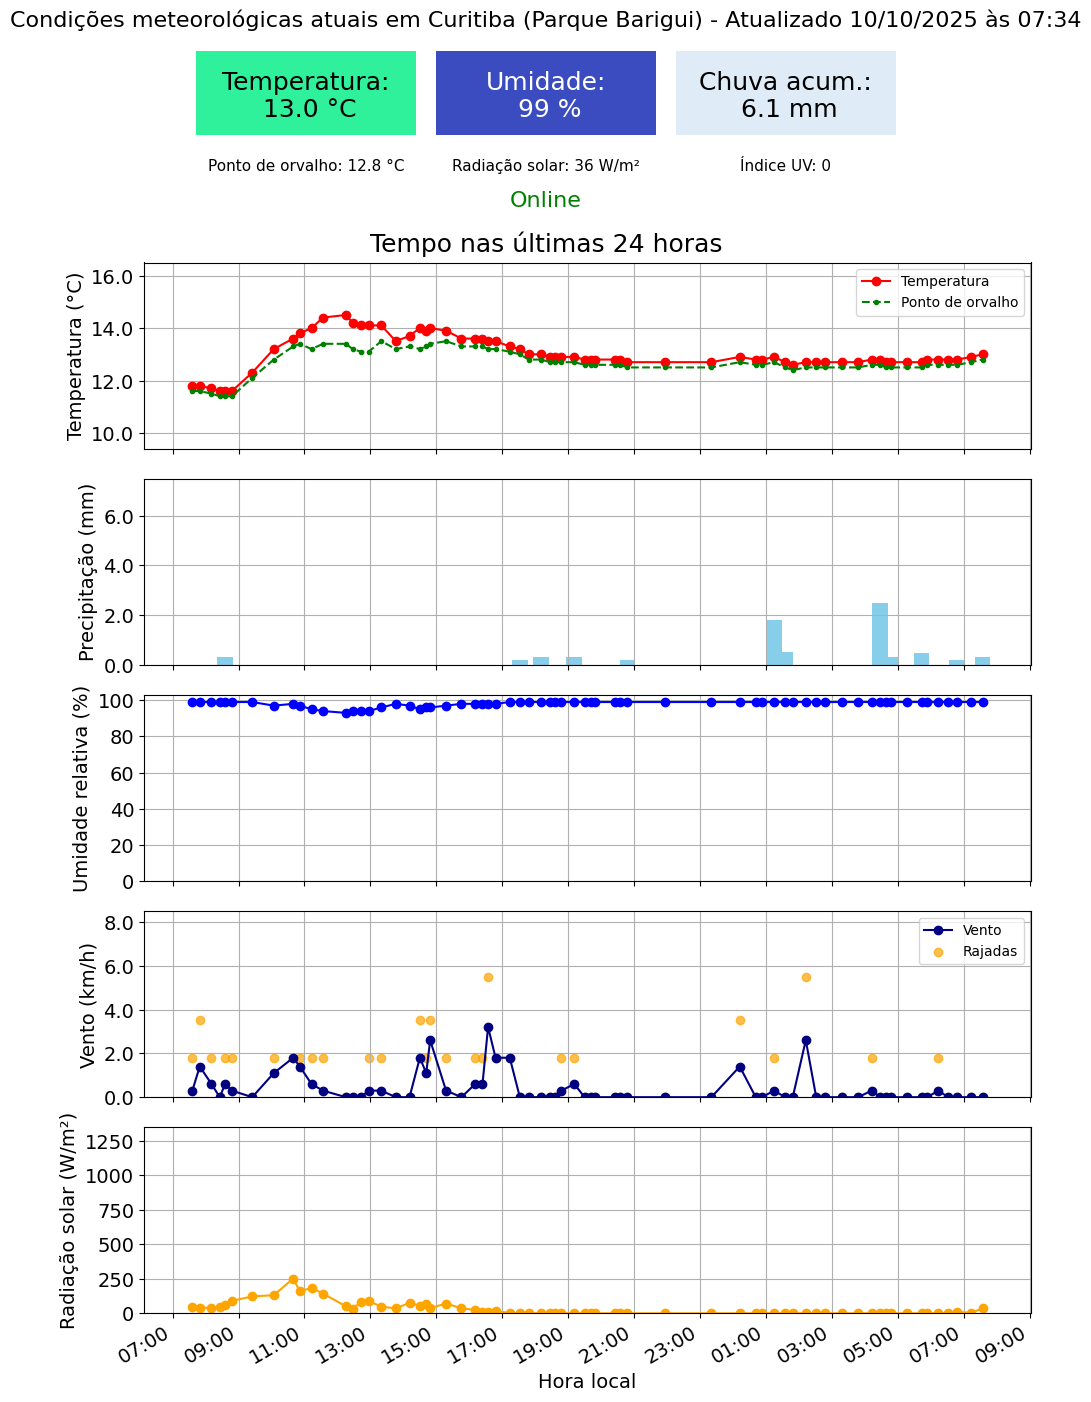 Condições meteorológicas atuais em Curitiba (Parque Barigui) - Atualizado 10/10/2025 às 07:34
Temperatura:
13.0 °C
Umidade:
99 %
Chuva acum.:
6.1 mm
Ponto de orvalho: 12.8 °C
Radiação solar: 36 W/m²
Índice UV: 0
Online
Tempo nas últimas 24 horas
Temperatura (°C)
16.0
14.0
12.0
10.0
Temperatura
Ponto de orvalho
Precipitação (mm)
6.0
4.0
2.0
0.0
Umidade relativa (%)
100
80
60
40
20
0
Vento (km/h)
8.0
6.0
4.0
2.0
0.0
Vento
Rajadas
Radiação solar (W/m²)
1250
1000
750
500
250
0
07:00
09:00
11:00
13:00
15:00
17:00
19:00
21:00
23:00
01:00
03:00
05:00
07:00
09:00
Hora local